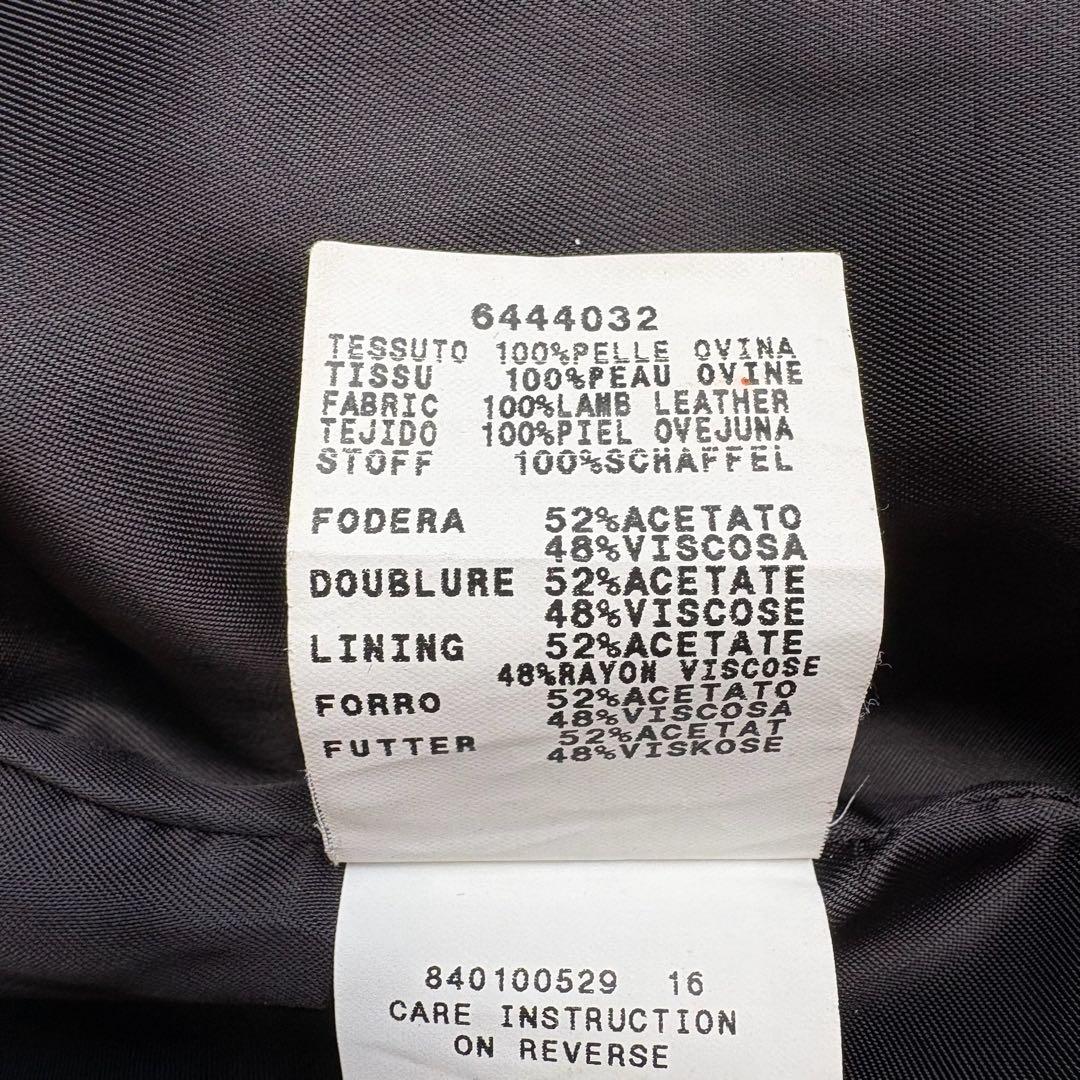 6444032
TESSUTO 100%PELLE OVINA
TISSU 100%PEAU OVINE
FABRIC 100%LAMB LEATHER
TEJIDO 100%PIEL OVEJUNA
STOFF 100%SCHAFFEL
FODERA 52%ACETATO
48%VISCOSA
DOUBLURE 52%ACETATE
48%VISCOSE
LINING 52%ACETATE
48%RAYON VISCOSE
FORRO 52%ACETATO
48%VISCOSA
FUTTER 52%ACETAT
48%VISKOSE
840100529 16
CARE INSTRUCTION
ON REVERSE